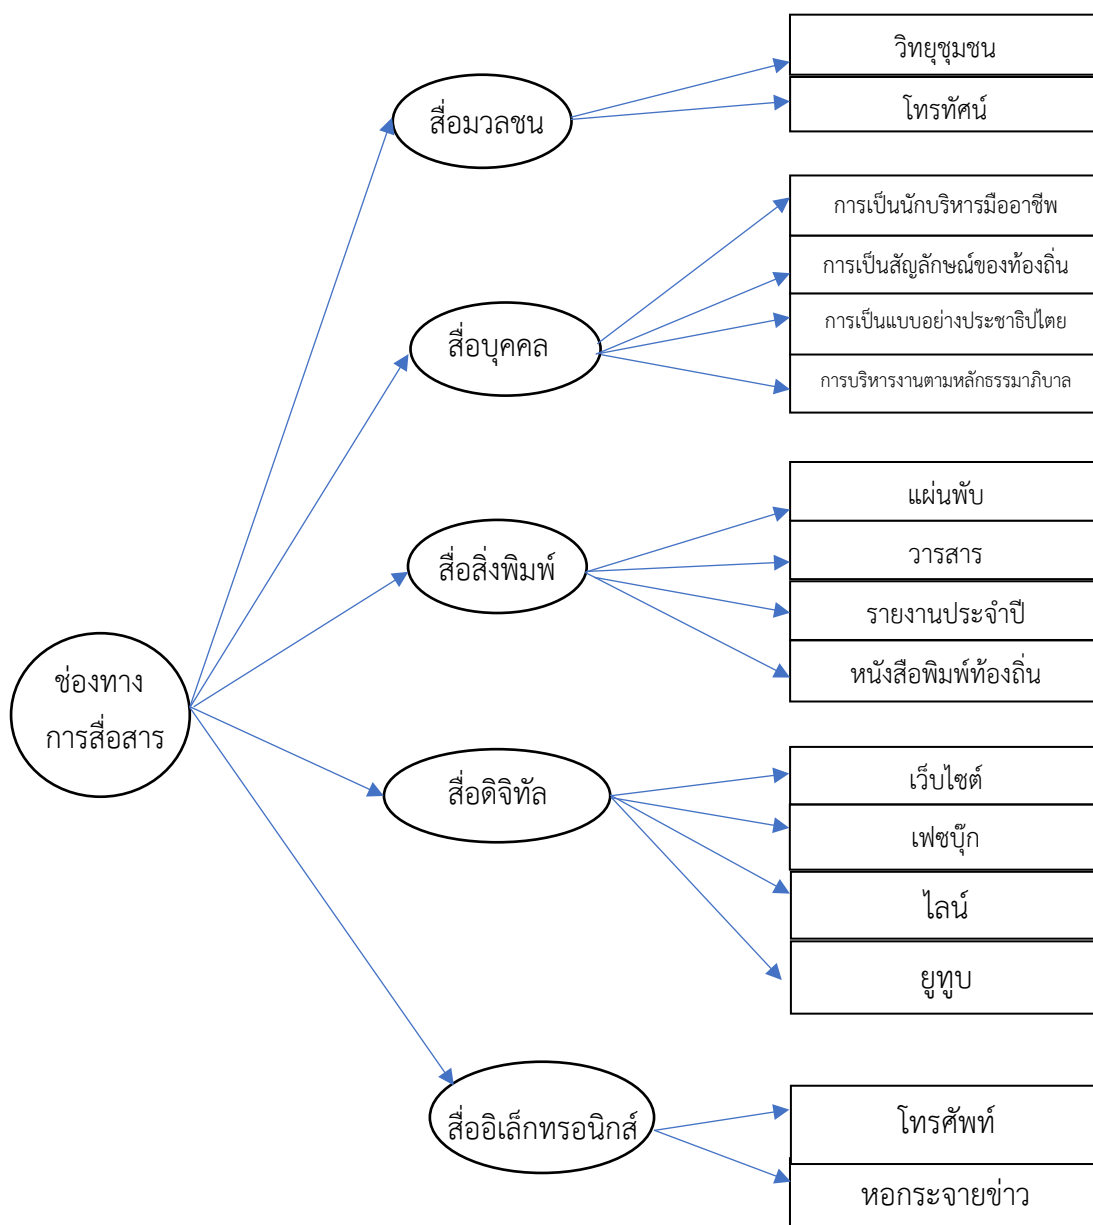 ช่องทาง
การสื่อสาร
สื่อมวลชน
วิทยุชุมชน
โทรทัศน์
สื่อบุคคล
การเป็นนักบริหารมืออาชีพ
การเป็นสัญลักษณ์ของท้องถิ่น
การเป็นแบบอย่างประชาธิปไตย
การบริหารงานตามหลักธรรมาภิบาล
สื่อสิ่งพิมพ์
แผ่นพับ
วารสาร
รายงานประจำปี
หนังสือพิมพ์ท้องถิ่น
สื่อดิจิทัล
เว็บไซต์
เฟซบุ๊ก
ไลน์
ยูทูบ
สื่ออิเล็กทรอนิกส์
โทรศัพท์
หอกระจายข่าว